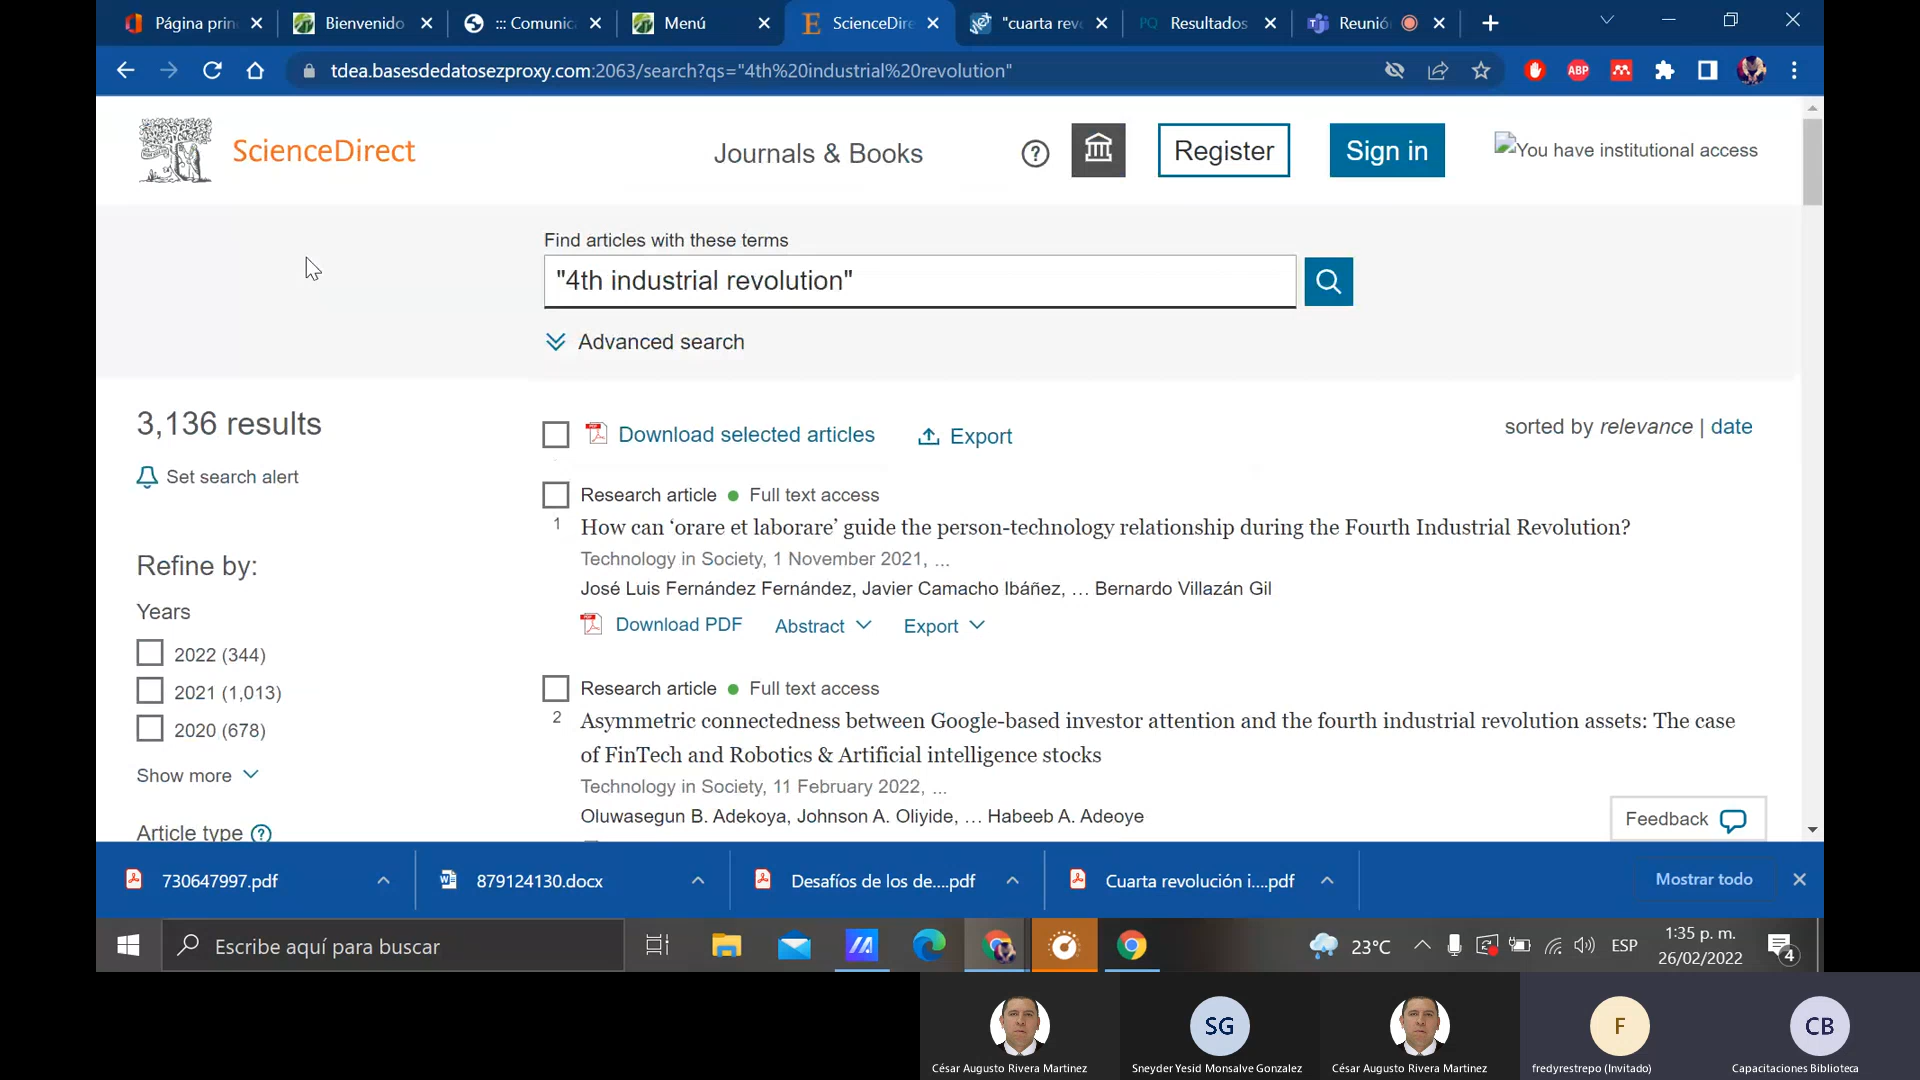 Página prin
Bienvenido
::: Comunic
Menú
ScienceDire
"cuarta rev
PQ
Resultados
Reunió
tdea.basesdedatosezproxy.com:2063/search?qs="4th%20industrial%20revolution"
ABP
ScienceDirect
Journals & Books
?
Register
Sign in
You have institutional access
Find articles with these terms
"4th industrial revolution"
Advanced search
3,136 results
Set search alert
Download selected articles
Export
sorted by relevance | date
Research article • Full text access
1
How can ‘orare et laborare’ guide the person-technology relationship during the Fourth Industrial Revolution?
Technology in Society, 1 November 2021, ...
José Luis Fernández Fernández, Javier Camacho Ibáñez, … Bernardo Villazán Gil
Download PDF
Abstract
Export
Refine by:
Years
2022 (344)
2021 (1,013)
2020 (678)
Show more
Article type ?
Research article • Full text access
2
Asymmetric connectedness between Google-based investor attention and the fourth industrial revolution assets: The case
of FinTech and Robotics & Artificial intelligence stocks
Technology in Society, 11 February 2022, ...
Oluwasegun B. Adekoya, Johnson A. Oliyide, … Habeeb A. Adeoye
Feedback
730647997.pdf
879124130.docx
Desafíos de los de....pdf
Cuarta revolución i....pdf
Mostrar todo
Escribe aquí para buscar
23°C
ESP
1:35 p. m.
26/02/2022
4
SG
F
CB
César Augusto Rivera Martinez
Sneyder Yesid Monsalve Gonzalez
César Augusto Rivera Martinez
fredyrestrepo (Invitado)
Capacitaciones Biblioteca